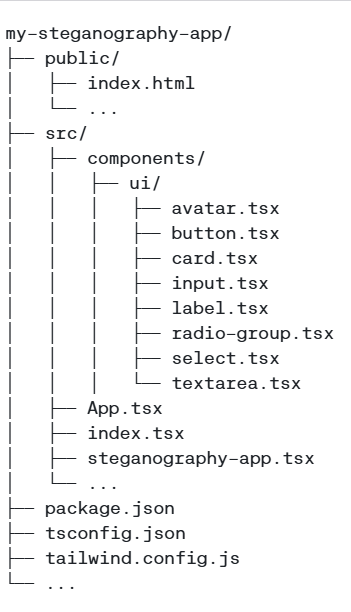 my-steganography-app/
├── public/
│   ├── index.html
│   └── ...
├── src/
│   ├── components/
│   │   ├── ui/
│   │   │   ├── avatar.tsx
│   │   │   ├── button.tsx
│   │   │   ├── card.tsx
│   │   │   ├── input.tsx
│   │   │   ├── label.tsx
│   │   │   ├── radio-group.tsx
│   │   │   ├── select.tsx
│   │   │   └── textarea.tsx
│   ├── App.tsx
│   ├── index.tsx
│   ├── steganography-app.tsx
│   └── ...
├── package.json
├── tsconfig.json
├── tailwind.config.js
└── ...